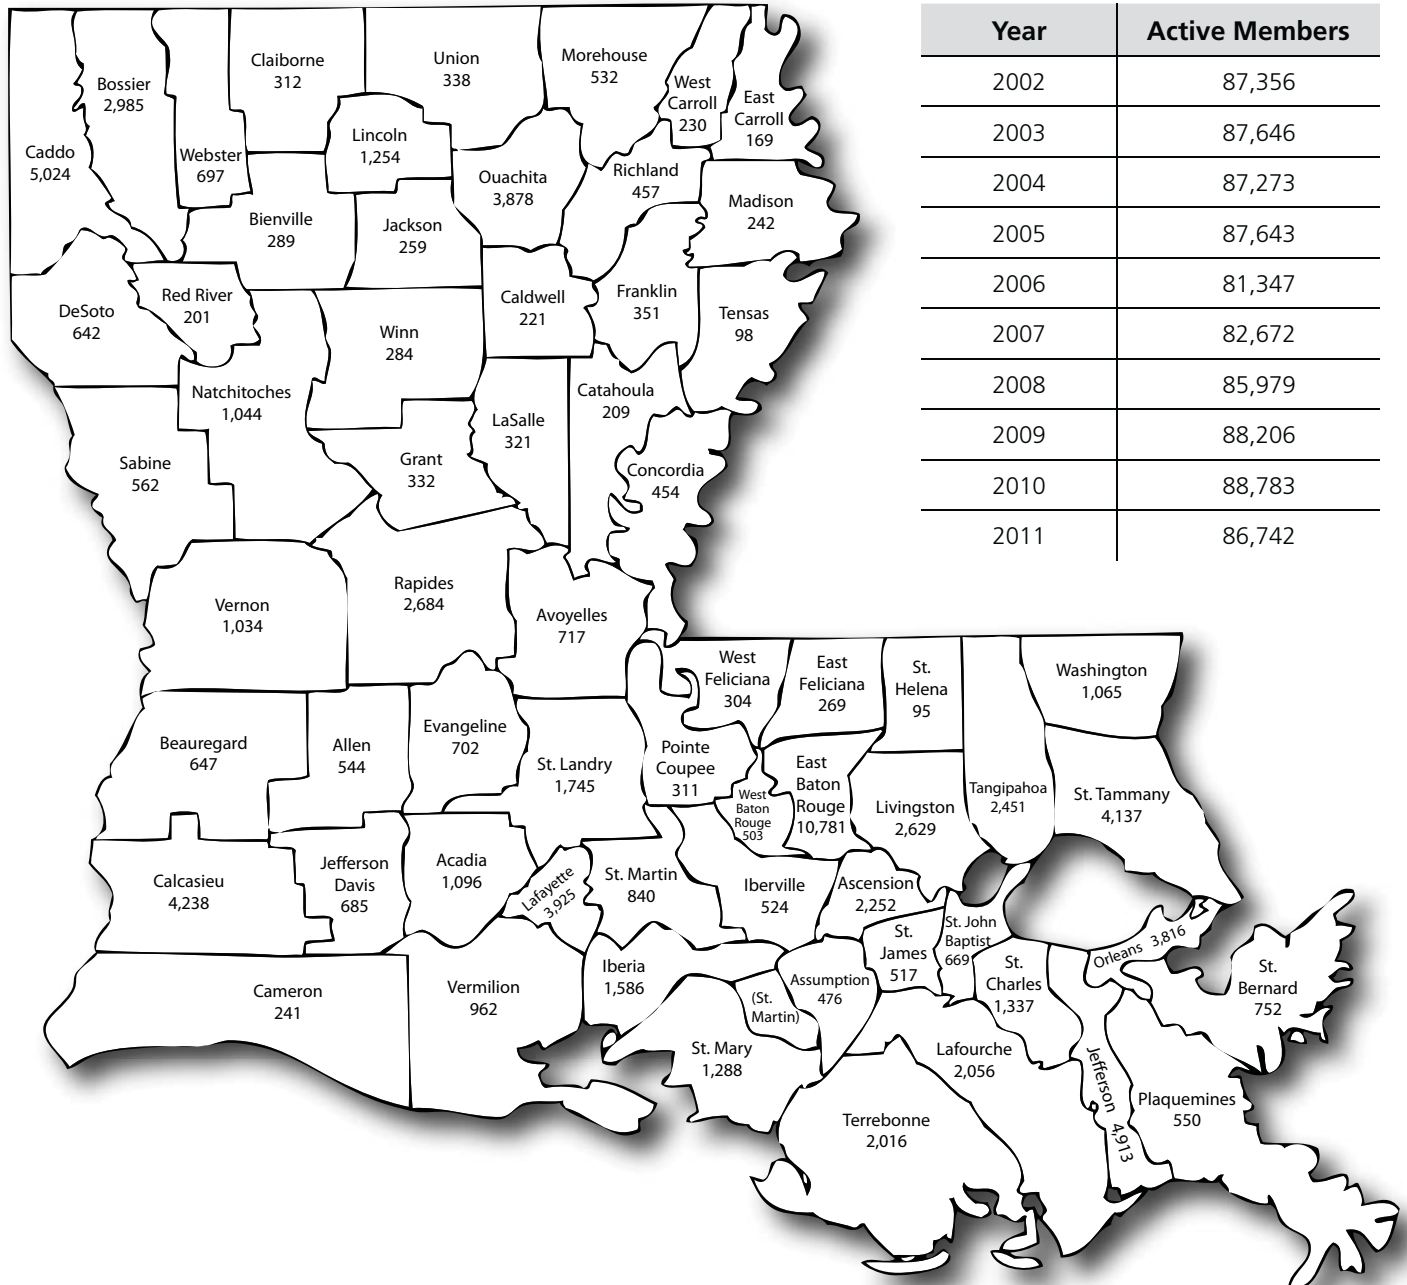 Year Active Members
2002 87,356
2003 87,646
2004 87,273
2005 87,643
2006 81,347
2007 82,672
2008 85,979
2009 88,206
2010 88,783
2011 86,742
Caddo
5,024
Bossier
2,985
Webster
697
Claiborne
312
Lincoln
1,254
Union
338
Morehouse
532
West
Carroll
230
East
Carroll
169
Ouachita
3,878
Richland
457
Madison
242
Bienville
289
Jackson
259
DeSoto
642
Red River
201
Winn
284
Caldwell
221
Franklin
351
Tensas
98
Natchitoches
1,044
Sabine
562
Grant
332
LaSalle
321
Catahoula
209
Concordia
454
Vernon
1,034
Rapides
2,684
Avoyelles
717
Beauregard
647
Allen
544
Evangeline
702
St. Landry
1,745
Pointe
Coupee
311
West
Feliciana
304
East
Feliciana
269
St.
Helena
95
Tangipahoa
2,451
Washington
1,065
St. Tammany
4,137
West
Baton
Rouge
503
East
Baton
Rouge
10,781
Livingston
2,629
Calcasieu
4,238
Jefferson
Davis
685
Acadia
1,096
Lafayette
3,925
St. Martin
840
Iberville
524
Ascension
2,252
St.
James
517
St. John
Baptist
669
St.
Charles
1,337
Orleans 3,816
St.
Bernard
752
Cameron
241
Vermilion
962
Iberia
1,586
(St.
Martin)
Assumption
476
St. Mary
1,288
Terrebonne
2,016
Lafourche
2,056
Jefferson 4,913
Plaquemines
550